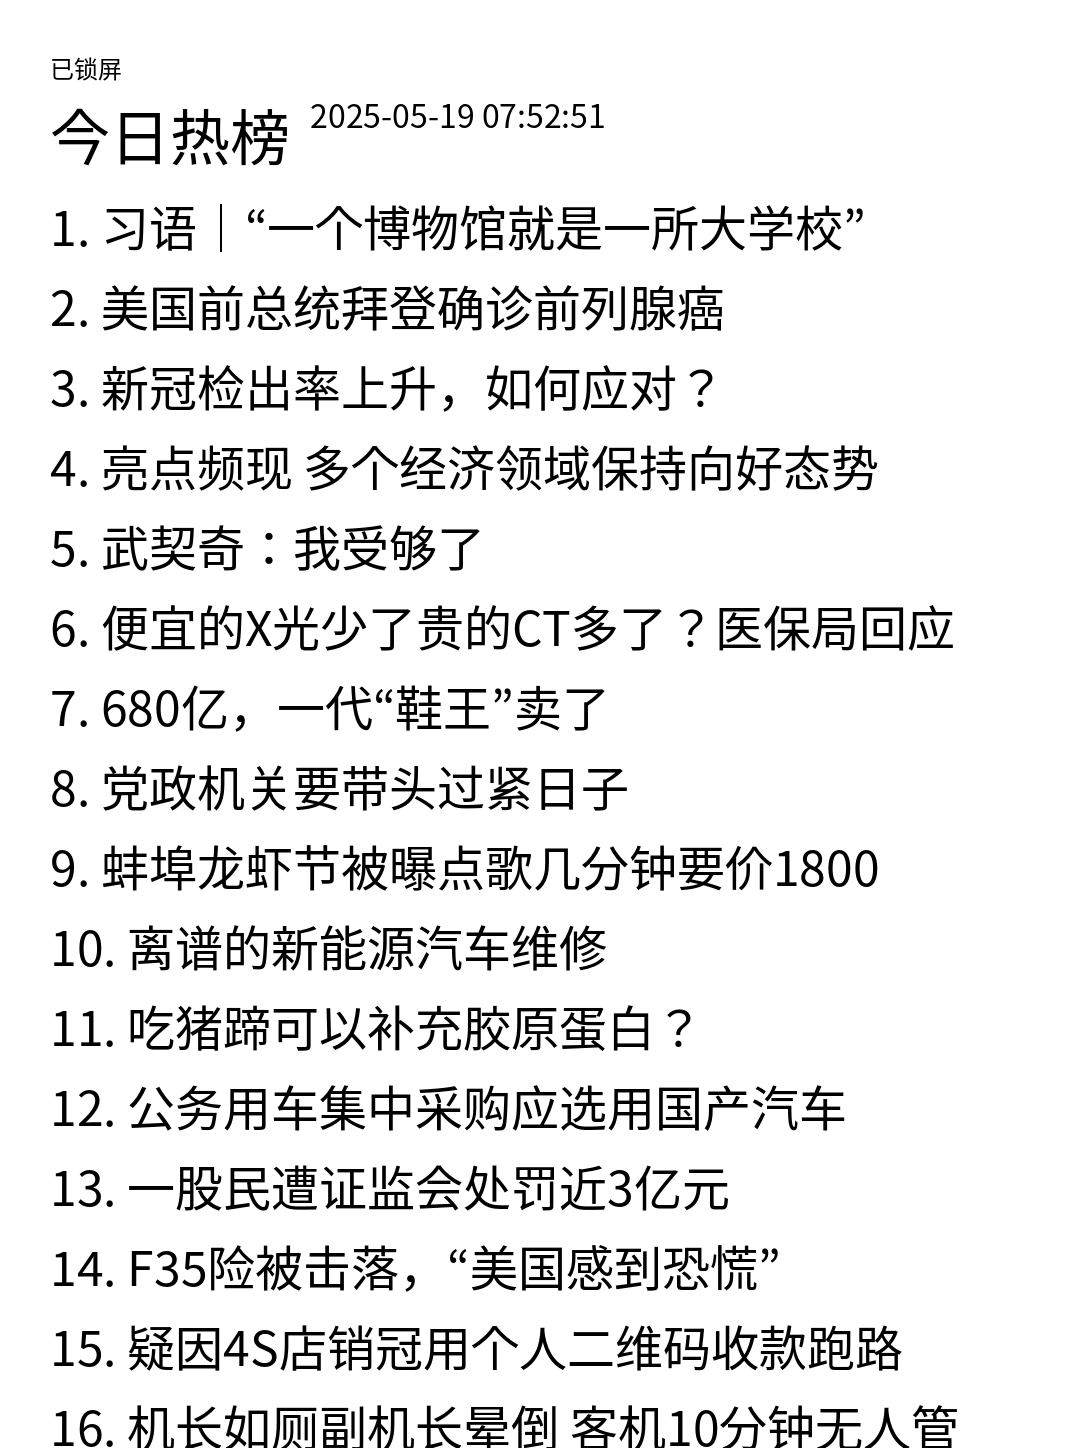 已锁屏
今日热榜 2025-05-19 07:52:51
1. 习语｜“一个博物馆就是一所大学校”
2. 美国前总统拜登确诊前列腺癌
3. 新冠检出率上升，如何应对？
4. 亮点频现 多个经济领域保持向好态势
5. 武契奇：我受够了
6. 便宜的X光少了贵的CT多了？医保局回应
7. 680亿，一代“鞋王”卖了
8. 党政机关要带头过紧日子
9. 蚌埠龙虾节被曝点歌几分钟要价1800
10. 离谱的新能源汽车维修
11. 吃猪蹄可以补充胶原蛋白？
12. 公务用车集中采购应选用国产汽车
13. 一股民遭证监会处罚近3亿元
14. F35险被击落，“美国感到恐慌”
15. 疑因4S店销冠用个人二维码收款跑路
16. 机长如厕副机长晕倒 客机10分钟无人管